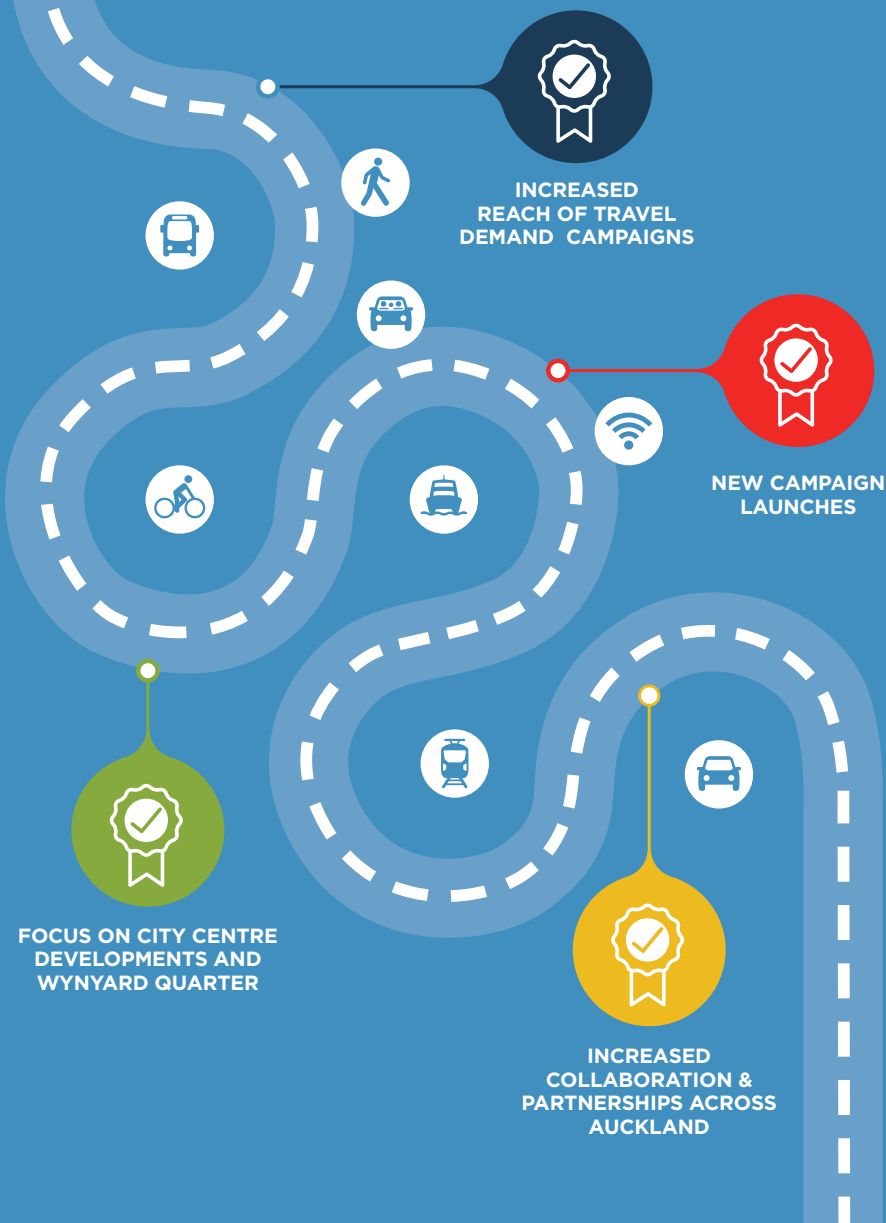 INCREASED
REACH OF TRAVEL
DEMAND CAMPAIGNS
NEW CAMPAIGN
LAUNCHES
FOCUS ON CITY CENTRE
DEVELOPMENTS AND
WYNYARD QUARTER
INCREASED
COLLABORATION &
PARTNERSHIPS ACROSS
AUCKLAND